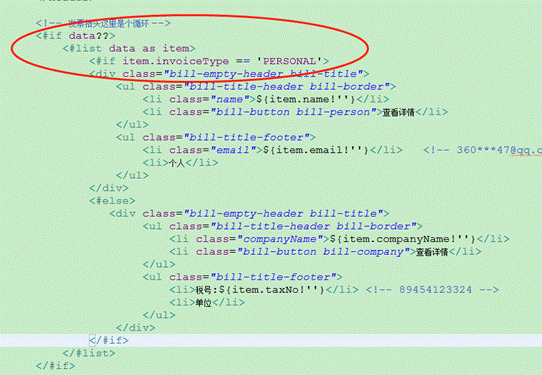 <!-- 发票抬头这里是个循环 -->
<#if data??>
<#list data as item>
<#if item.invoiceType == 'PERSONAL'>
<div class="bill-empty-header bill-title">
<ul class="bill-title-header bill-border">
<li class="name">${item.name!''}</li>
<li class="bill-button bill-person">查看详情</li>
</ul>
<ul class="bill-title-footer">
<li class="email">${item.email!''}</li> <!-- 360***47@qq.c
<li>个人</li>
</ul>
</div>
<#else>
<div class="bill-empty-header bill-title">
<ul class="bill-title-header bill-border">
<li class="companyName">${item.companyName!''}</li>
<li class="bill-button bill-company">查看详情</li>
</ul>
<ul class="bill-title-footer">
<li>税号:${item.taxNo!''}</li> <!-- 89454123324 -->
<li>单位</li>
</ul>
</div>
</#if>
</#list>
</#if>